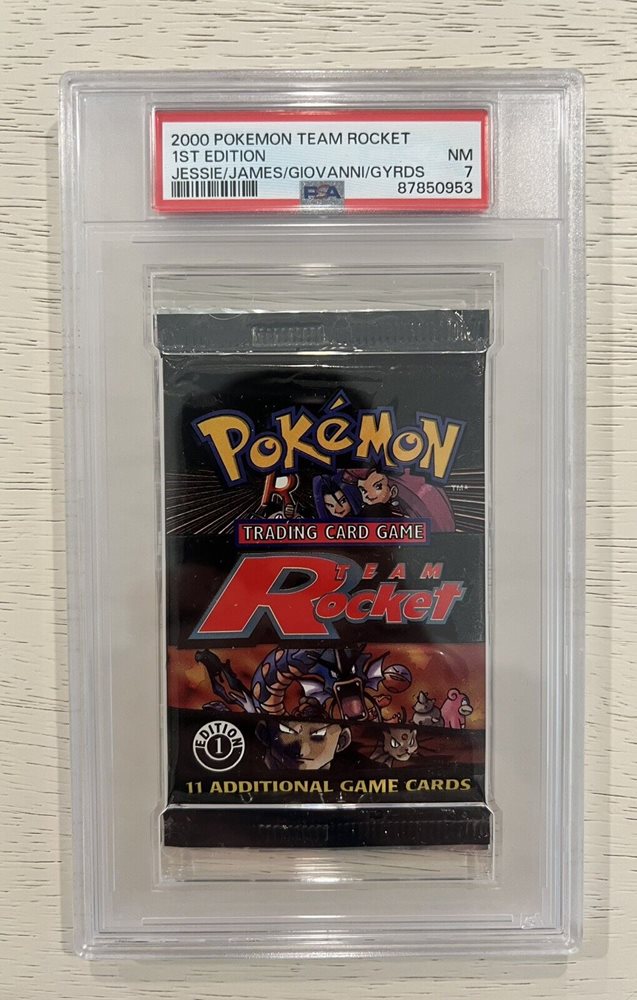 2000 POKEMON TEAM ROCKET
1ST EDITION NM
JESSIE/JAMES/GIOVANNI/GYRDS 7
PSA 87850953
POKéMON
TM
R
TRADING CARD GAME
TEAM
Rocket
EDITION
1
11 ADDITIONAL GAME CARDS